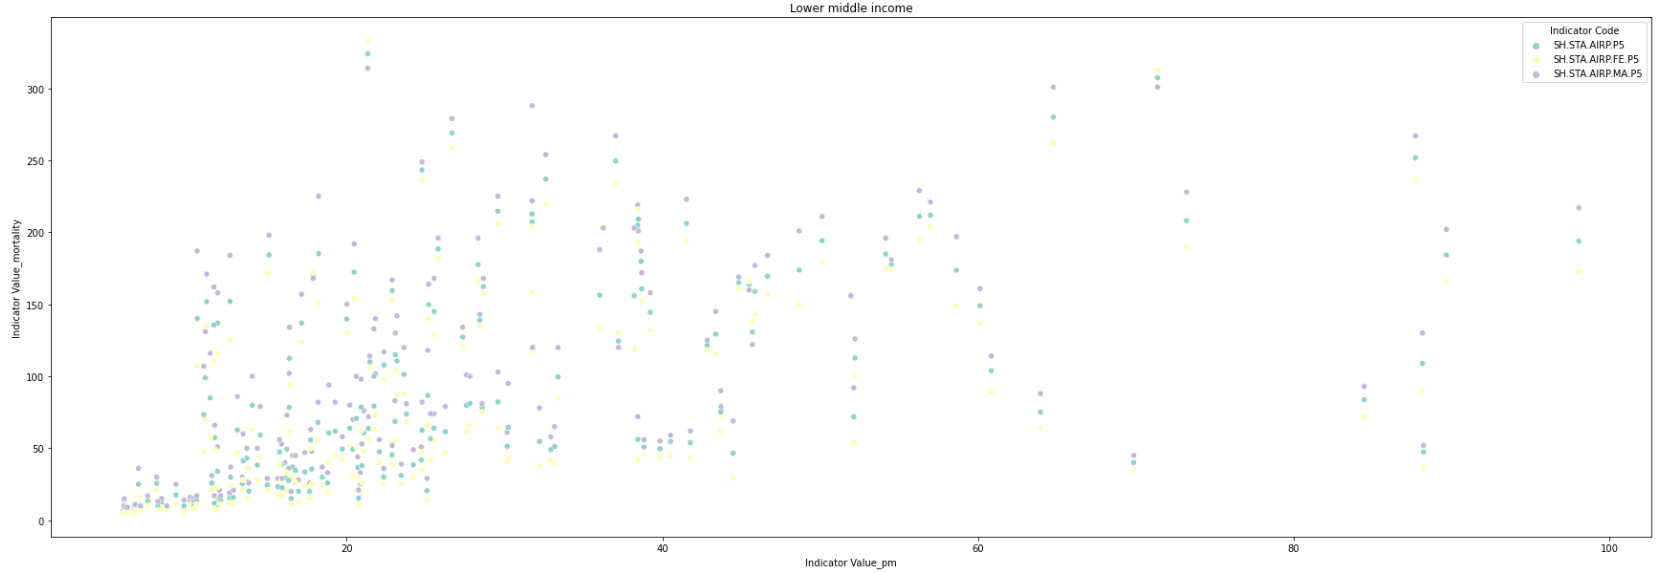 Lower middle income
Indicator Code
SH.STA.AIRP.P5
SH.STA.AIRP.FE.P5
SH.STA.AIRP.MA.P5
Indicator Value_mortality
300
250
200
150
100
50
0
20 40 60 80 100
Indicator Value_pm